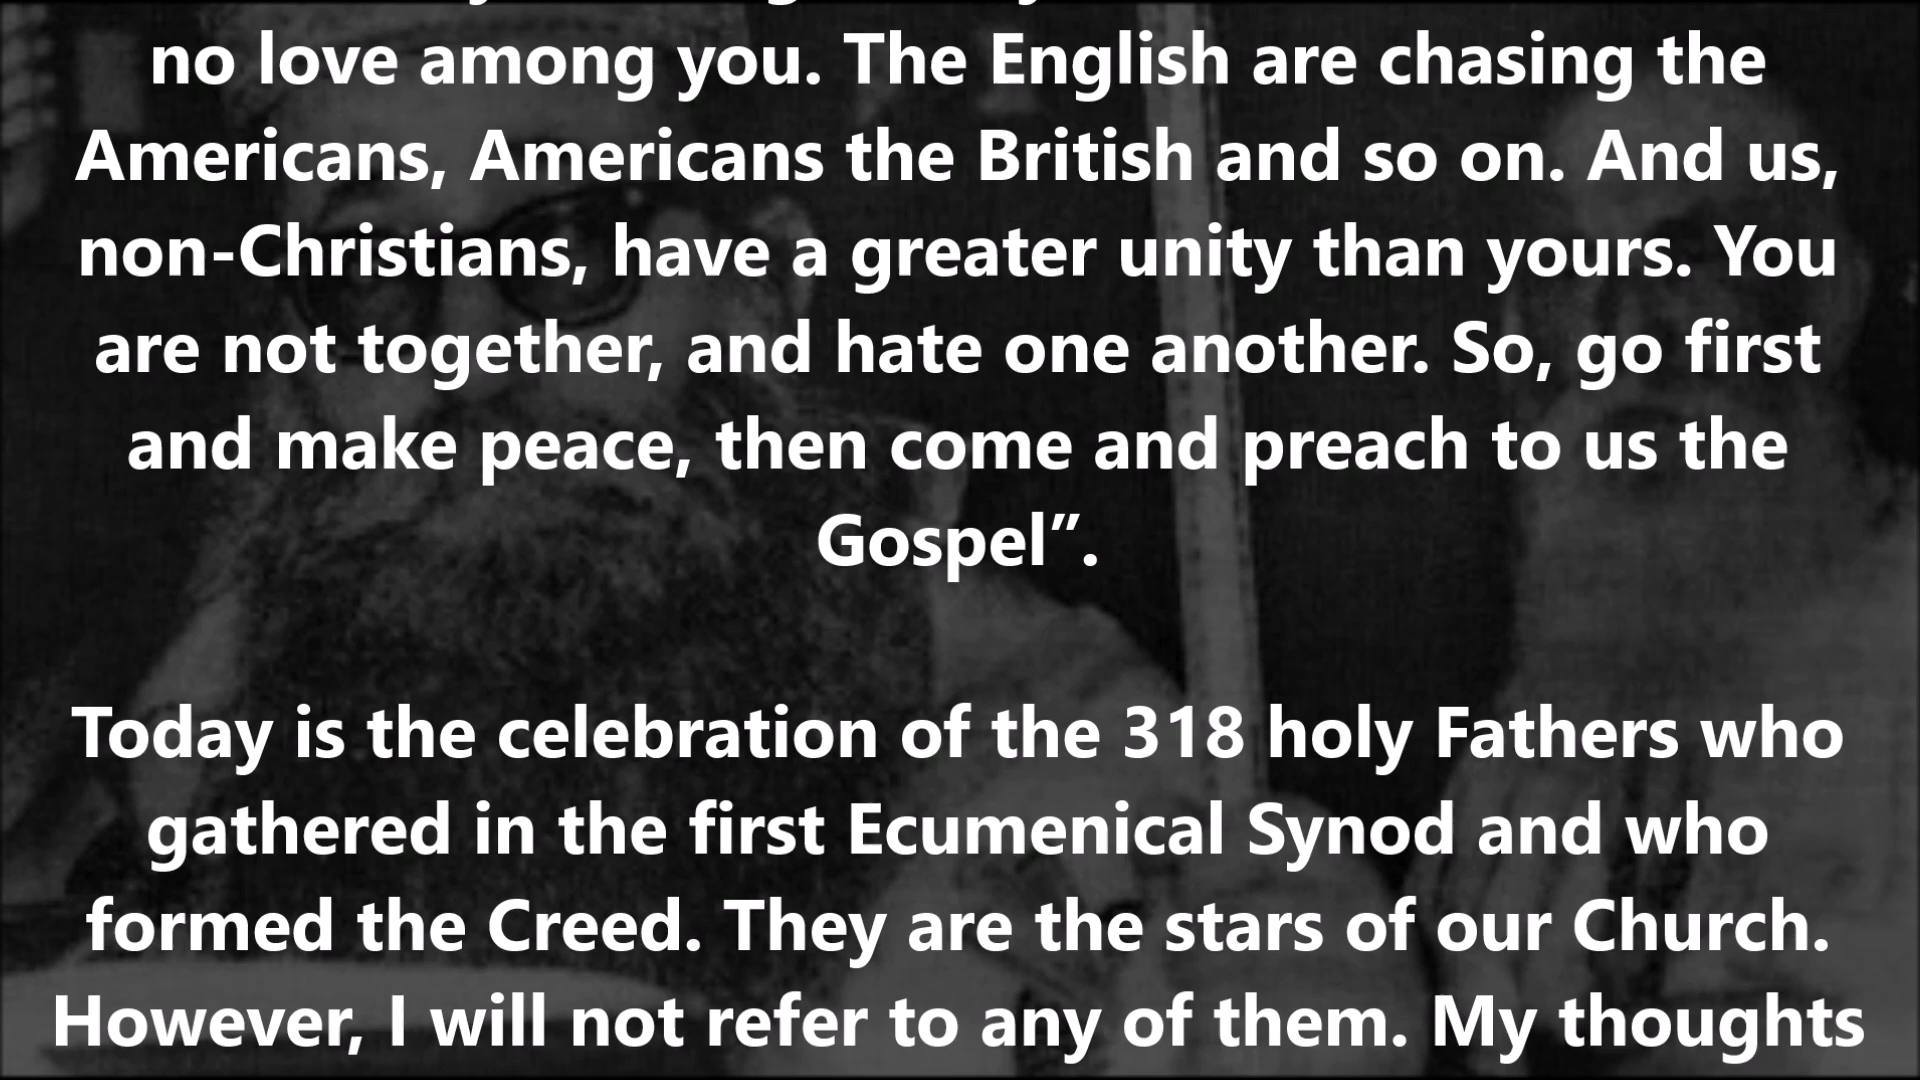 no love among you. The English are chasing the
Americans, Americans the British and so on. And us,
non-Christians, have a greater unity than yours. You
are not together, and hate one another. So, go first
and make peace, then come and preach to us the
Gospel”.
Today is the celebration of the 318 holy Fathers who
gathered in the first Ecumenical Synod and who
formed the Creed. They are the stars of our Church.
However, I will not refer to any of them. My thoughts